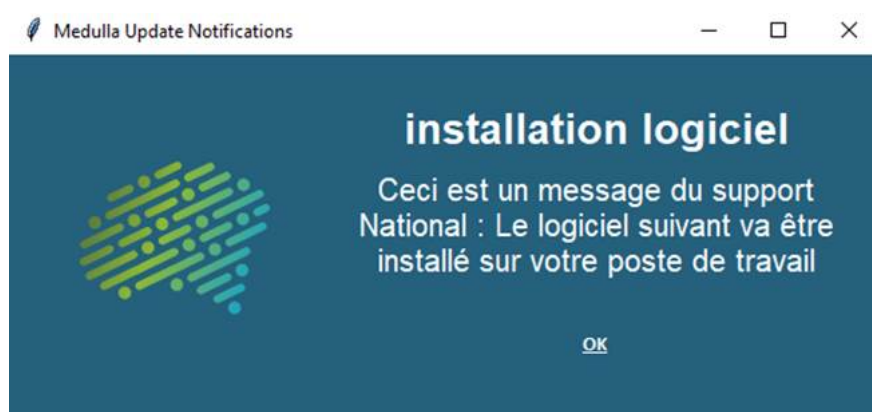 Medulla Update Notifications
installation logiciel
Ceci est un message du support
National : Le logiciel suivant va être
installé sur votre poste de travail
OK